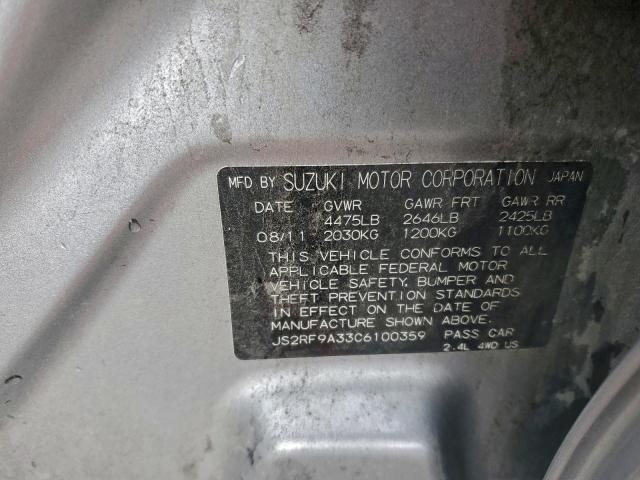 MFD BY SUZUKI MOTOR CORPORATION JAPAN
DATE GVWR GAWR FRT GAWR RR
4475LB 2646LB 2425LB
08/11 2030KG 1200KG 1100KG
THIS VEHICLE CONFORMS TO ALL
APPLICABLE FEDERAL MOTOR
VEHICLE SAFETY, BUMPER AND
THEFT PREVENTION STANDARDS
IN EFFECT ON THE DATE OF
MANUFACTURE SHOWN ABOVE.
JS2RF9A33C6100359 PASS CAR
2.4L 4WD US